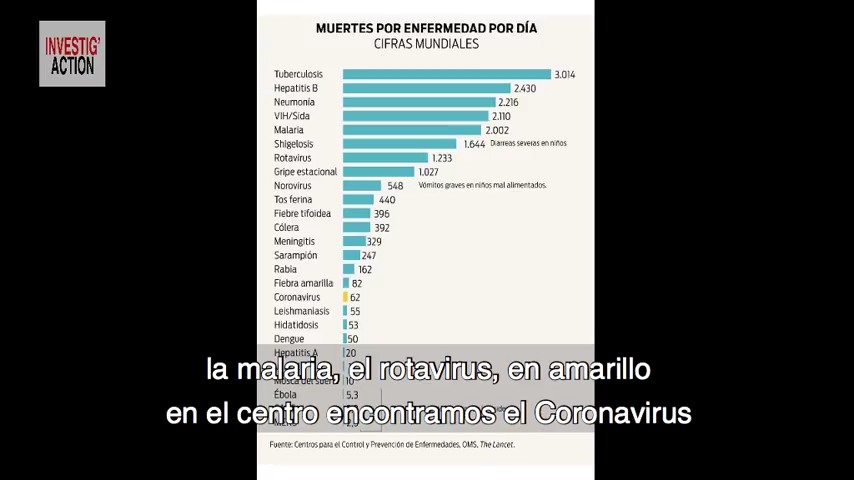 INVESTIG'
ACTION
MUERTES POR ENFERMEDAD POR DÍA
CIFRAS MUNDIALES
Tuberculosis 3.014
Hepatitis B 2.430
Neumonía 2.216
VIH/Sida 2.110
Malaria 2.002
Shigelosis 1.644 Diarreas severas en niños
Rotavirus 1.233
Gripe estacional 1.027
Norovirus 548 Vómitos graves en niños mal alimentados.
Tos ferina 440
Fiebre tifoidea 396
Cólera 392
Meningitis 329
Sarampión 247
Rabia 162
Fiebra amarilla 82
Coronavirus 62
Leishmaniasis 55
Hidatidosis 53
Dengue 50
Hepatitis A 20
la malaria, el rotavirus, en amarillo
10
Ébola 5,3
en el centro encontramos el Coronavirus
Fuente: Centros para el Control y Prevención de Enfermedades, OMS, The Lancet.